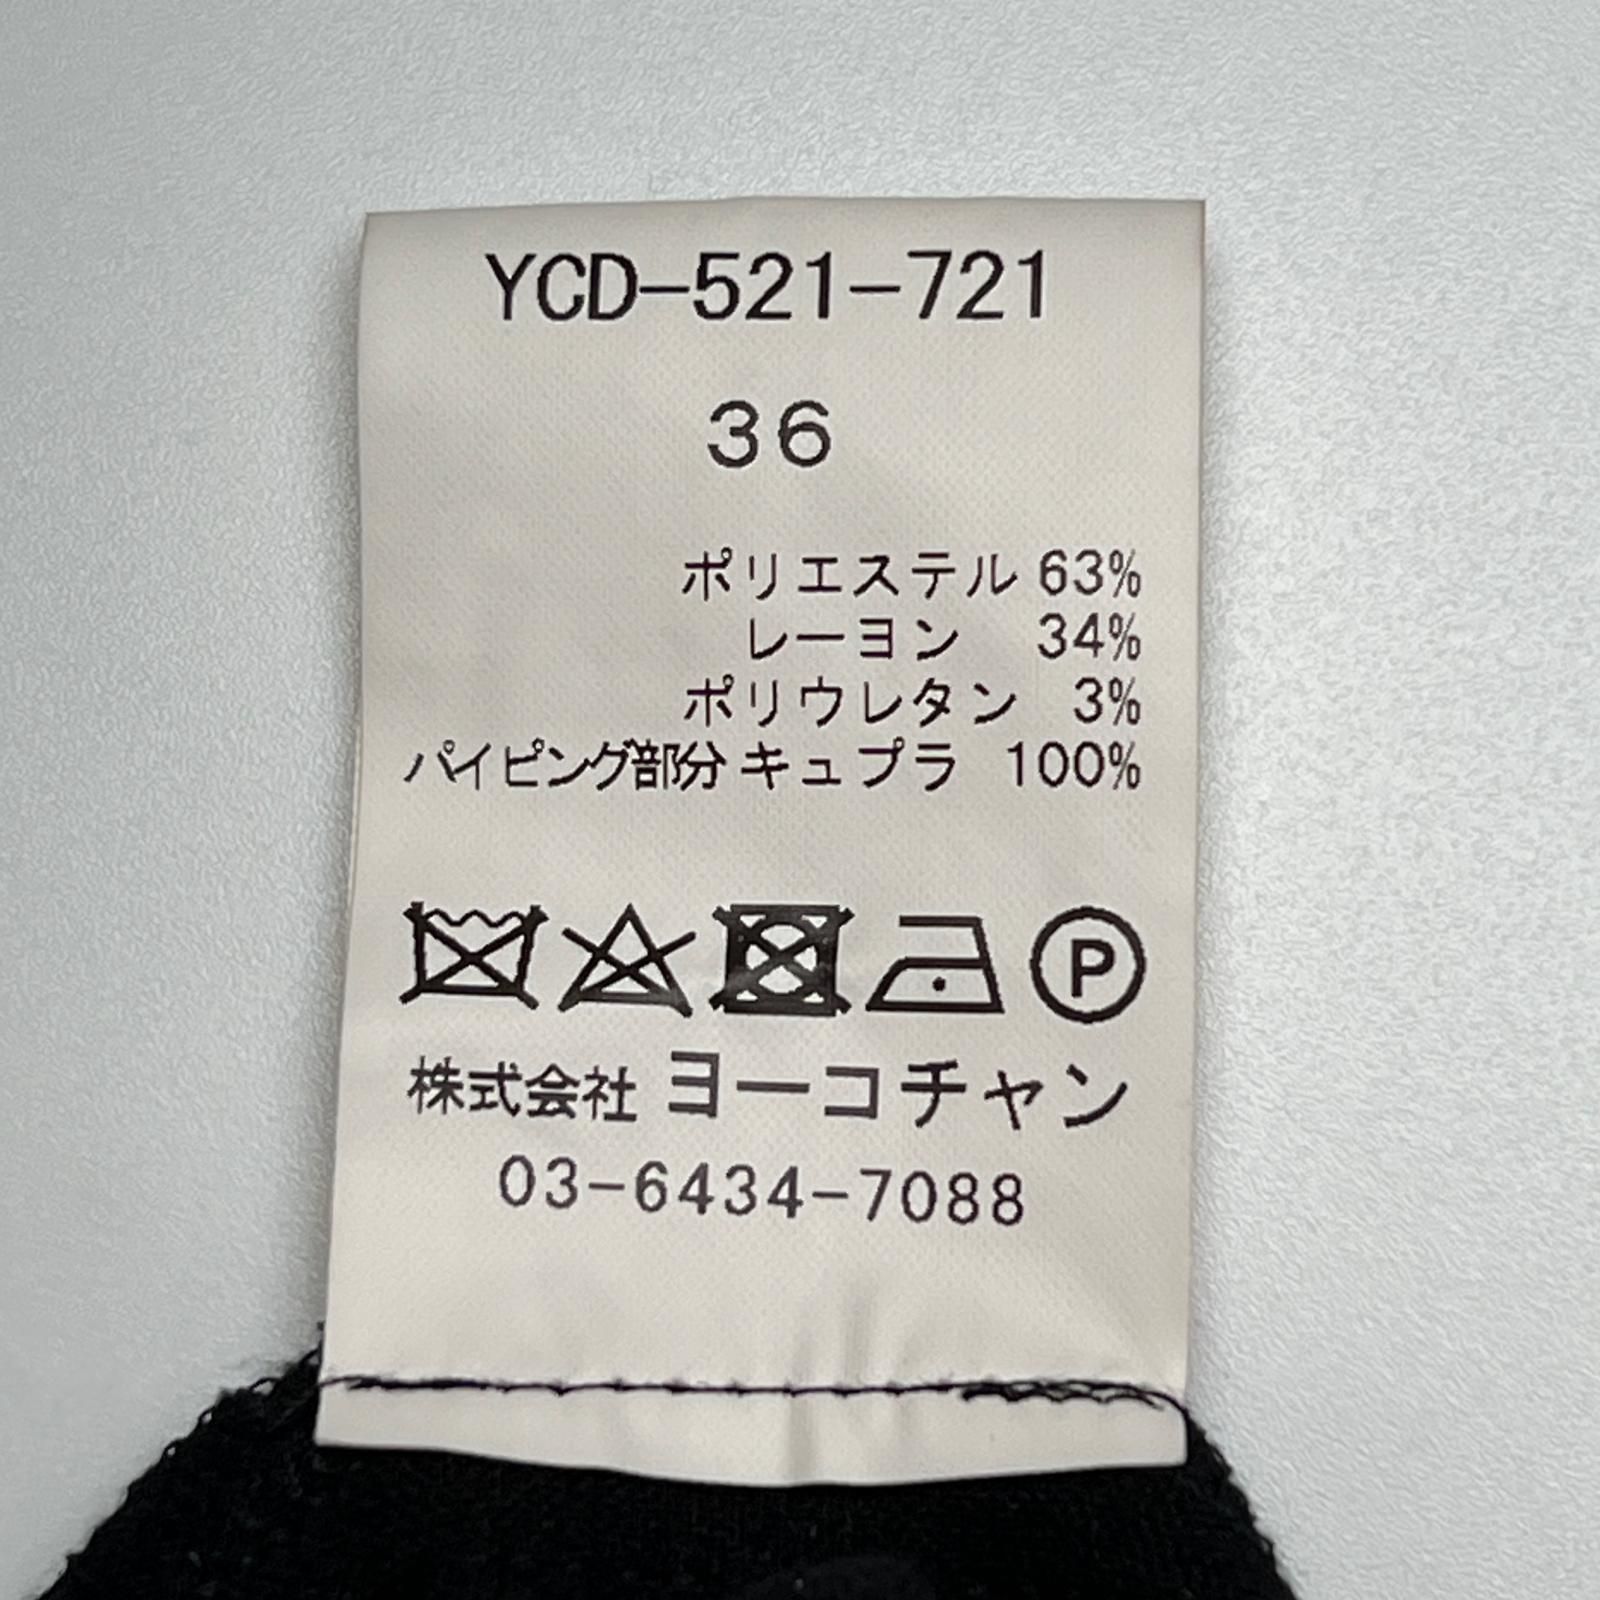 YCD-521-721
36
ポリエステル 63%
レーヨン 34%
ポリウレタン 3%
パイピング部分 キュプラ 100%
P
株式会社 ヨーコチャン
03-6434-7088